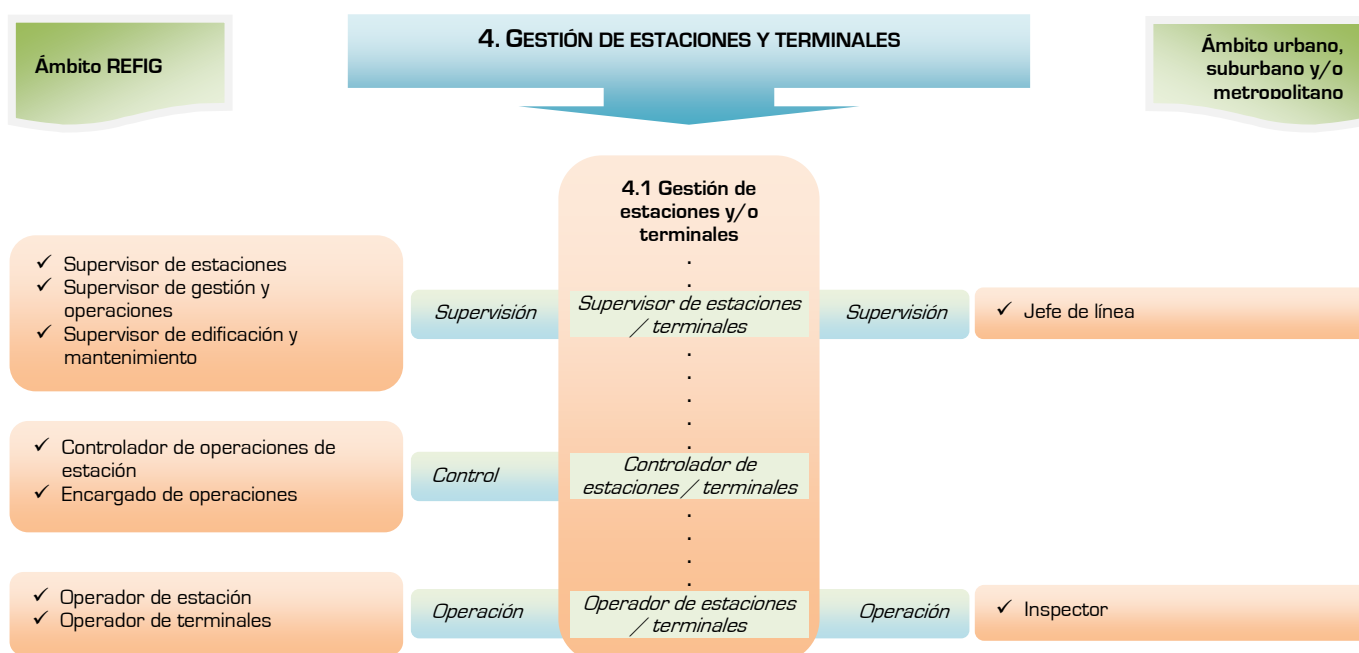 4. GESTIÓN DE ESTACIONES Y TERMINALES
Ámbito REFIG
Ámbito urbano,
suburbano y/o
metropolitano
4.1 Gestión de
estaciones y/o
terminales
✓ Supervisor de estaciones
✓ Supervisor de gestión y
operaciones
✓ Supervisor de edificación y
mantenimiento
Supervisión
Supervisor de estaciones
/ terminales
Supervisión
✓ Jefe de línea
✓ Controlador de operaciones de
estación
✓ Encargado de operaciones
Control
Controlador de
estaciones / terminales
✓ Operador de estación
✓ Operador de terminales
Operación
Operador de estaciones
/ terminales
Operación
✓ Inspector